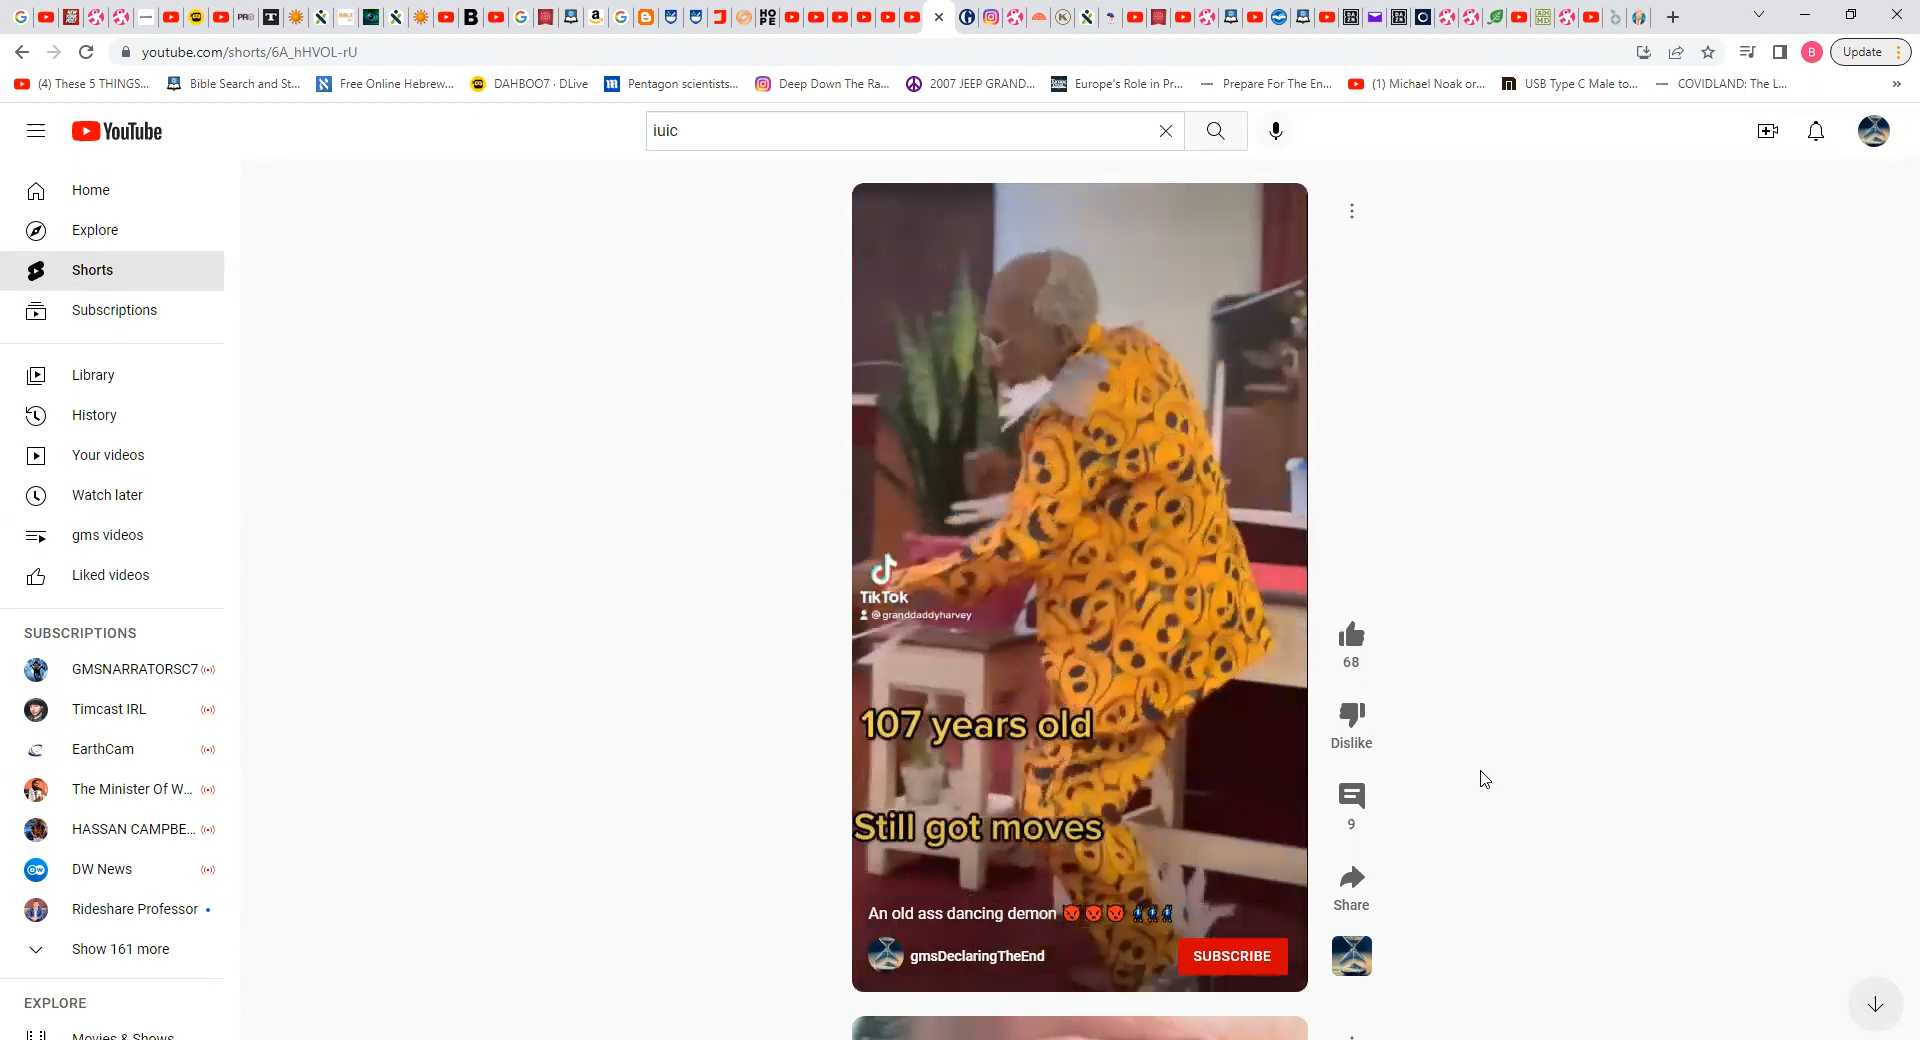 youtube.com/shorts/6A_hHVOL-rU
Update
(4) These 5 THINGS...
Bible Search and St...
Free Online Hebrew...
DAHBOO7 · DLive
Pentagon scientists...
Deep Down The Ra...
2007 JEEP GRAND...
Europe's Role in Pr...
Prepare For The En...
(1) Michael Noak or...
USB Type C Male to...
COVIDLAND: The L...
»
YouTube
iuic
Home
Explore
Shorts
Subscriptions
Library
History
Your videos
Watch later
gms videos
Liked videos
SUBSCRIPTIONS
GMSNARRATORSC7
Timcast IRL
EarthCam
The Minister Of W...
HASSAN CAMPBE...
DW News
Rideshare Professor
Show 161 more
EXPLORE
Movies & Shows
TikTok
@granddaddyharvey
107 years old
Still got moves
An old ass dancing demon 😡😡😡
gmsDeclaringTheEnd
SUBSCRIBE
68
Dislike
9
Share